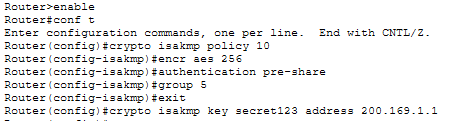 Router>enable
Router#conf t
Enter configuration commands, one per line.  End with CNTL/Z.
Router(config)#crypto isakmp policy 10
Router(config-isakmp)#encr aes 256
Router(config-isakmp)#authentication pre-share
Router(config-isakmp)#group 5
Router(config-isakmp)#exit
Router(config)#crypto isakmp key secret123 address 200.169.1.1